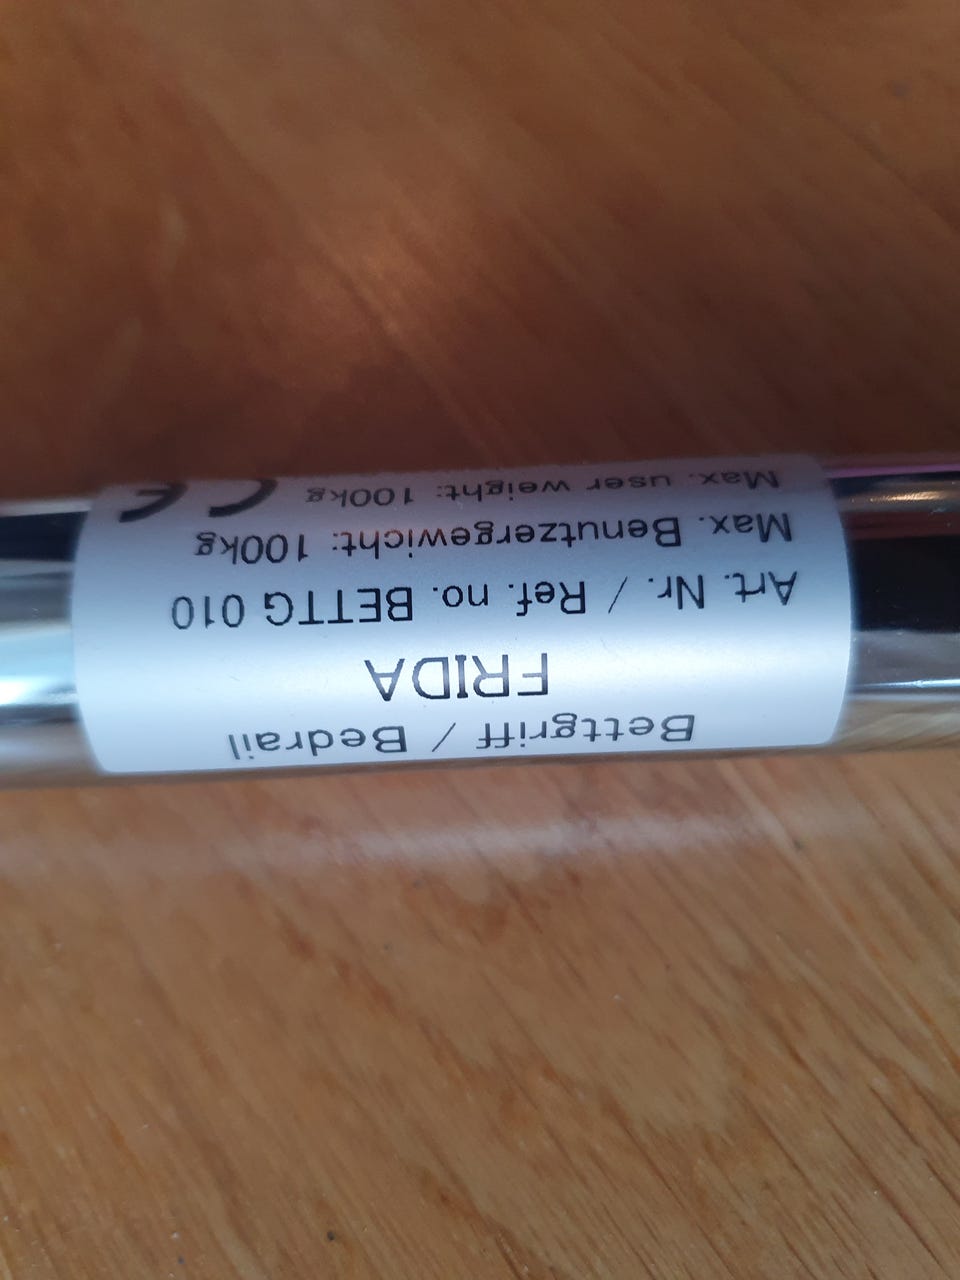 Bettgriff / Bedrail
FRIDA
Art. Nr. / Ref. no. BETTG 010
Max. Benutzergewicht: 100kg
Max. user weight: 100kg CE